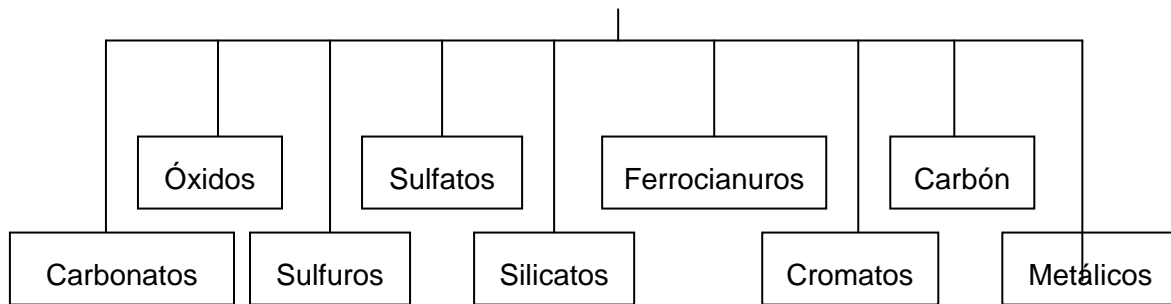 Óxidos Sulfatos Ferrocianuros Carbón
Carbonatos Sulfuros Silicatos Cromatos Metálicos